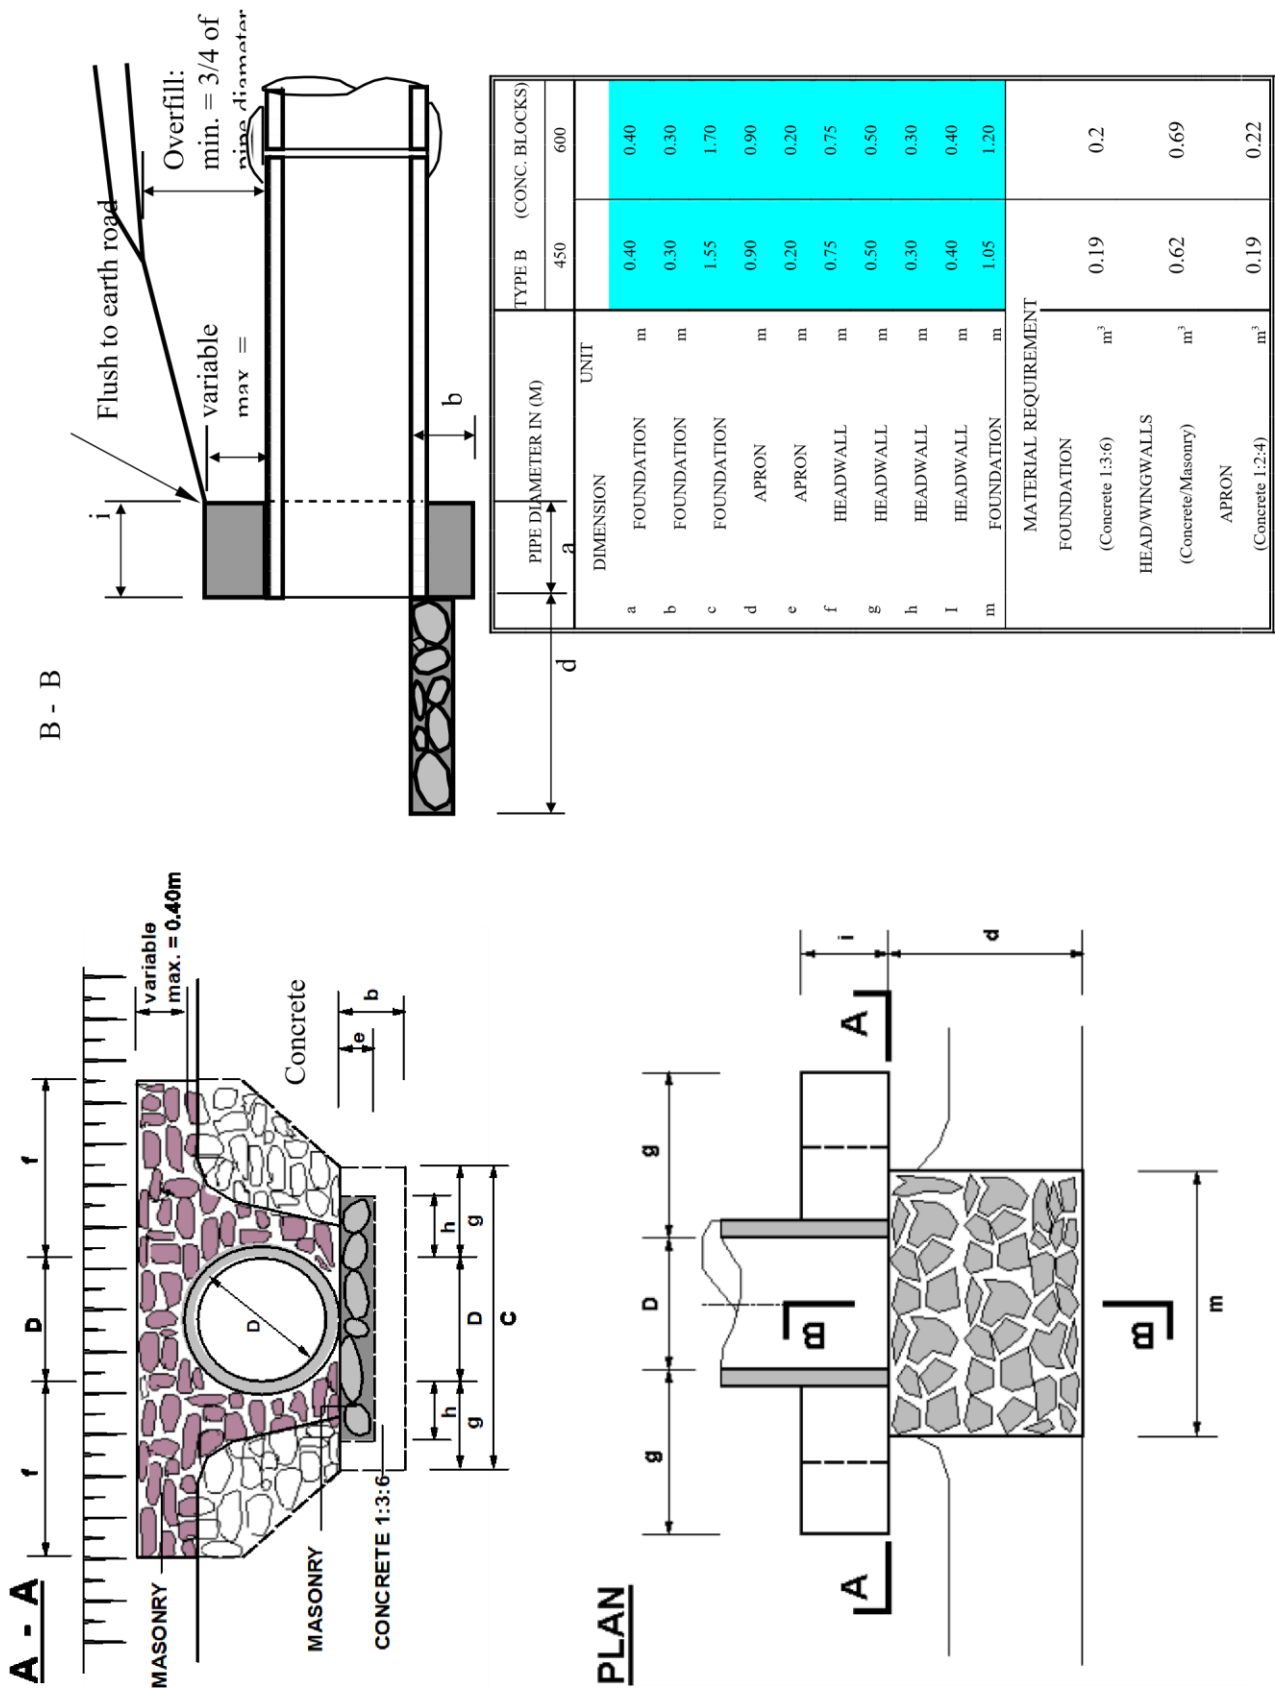 A - A
f
D
f
variable
max. = 0.40m
MASONRY
D
MASONRY
CONCRETE 1:3:6
Concrete
e
b
h
h
g
D
g
C
PLAN
g
D
g
i
d
A
A
B
B
m
B - B
i
Flush to earth road
variable
max =
Overfill:
min. = 3/4 of
pipe diameter
b
a
d
PIPE DIAMETER IN (M)
TYPE B (CONC. BLOCKS)
450 600
DIMENSION UNIT
a FOUNDATION m 0.40 0.40
b FOUNDATION m 0.30 0.30
c FOUNDATION 1.55 1.70
d APRON m 0.90 0.90
e APRON m 0.20 0.20
f HEADWALL m 0.75 0.75
g HEADWALL m 0.50 0.50
h HEADWALL m 0.30 0.30
I HEADWALL m 0.40 0.40
m FOUNDATION m 1.05 1.20
MATERIAL REQUIREMENT
FOUNDATION
(Concrete 1:3:6) m³ 0.19 0.2
HEAD/WINGWALLS
(Concrete/Masonry) m³ 0.62 0.69
APRON
(Concrete 1:2:4) m³ 0.19 0.22